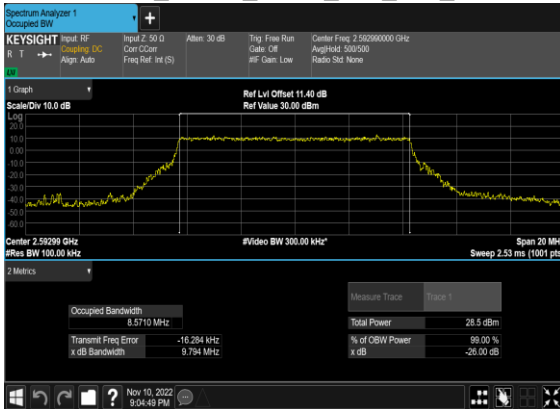 Spectrum Analyzer 1
Occupied BW
KEYSIGHT
R T
LXI
Input: RF
Coupling: DC
Align: Auto
Input Z: 50 Ω
Corr CCorr
Freq Ref: Int (S)
Atten: 30 dB
Trig: Free Run
Gate: Off
#IF Gain: Low
Center Freq: 2.592990000 GHz
Avg|Hold: 500/500
Radio Std: None
1 Graph
Scale/Div 10.0 dB
Ref Lvl Offset 11.40 dB
Ref Value 30.00 dBm
Log
20.0
10.0
0.00
-10.0
-20.0
-30.0
-40.0
-50.0
-60.0
Center 2.59299 GHz
#Res BW 100.00 kHz
#Video BW 300.00 kHz*
Span 20 MH
Sweep 2.53 ms (1001 pts
2 Metrics
Measure Trace
Trace 1
Occupied Bandwidth
8.5710 MHz
Total Power
28.5 dBm
Transmit Freq Error
-16.284 kHz
% of OBW Power
99.00 %
x dB Bandwidth
9.794 MHz
x dB
-26.00 dB
Nov 10, 2022
9:04:49 PM